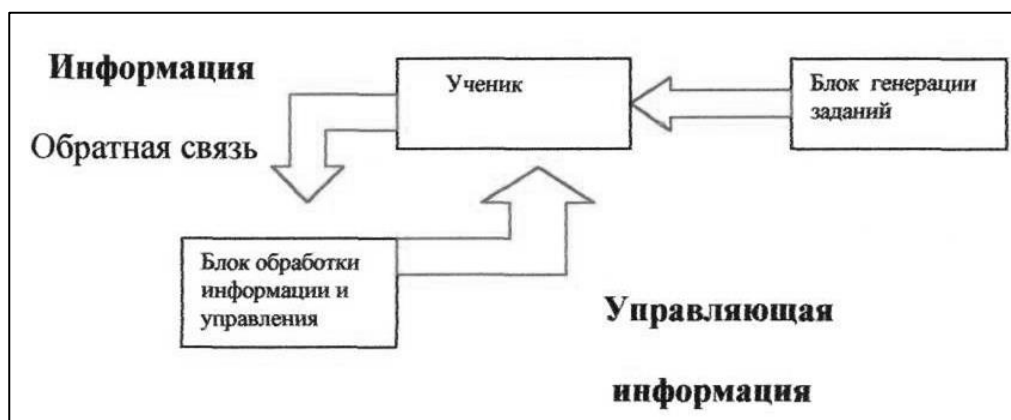 Информация
Обратная связь
Ученик
Блок генерации
заданий
Блок обработки
информации и
управления
Управляющая
информация